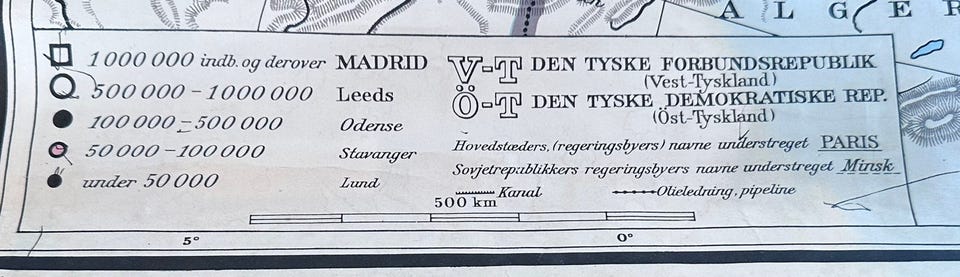 A L G E R
1 000 000 indb. og derover MADRID
500 000 – 1 000 000 Leeds
100 000 – 500 000 Odense
50 000 – 100 000 Stavanger
under 50 000 Lund
V-T DEN TYSKE FORBUNDSREPUBLIK
(Vest-Tyskland)
Ö-T DEN TYSKE DEMOKRATISKE REP.
(Öst-Tyskland)
Hovedstæders, (regeringsbyers) navne understreget PARIS
Sovjetrepublikkers regeringsbyers navne understreget Minsk
Kanal Olieledning, pipeline
500 km
5° 0°